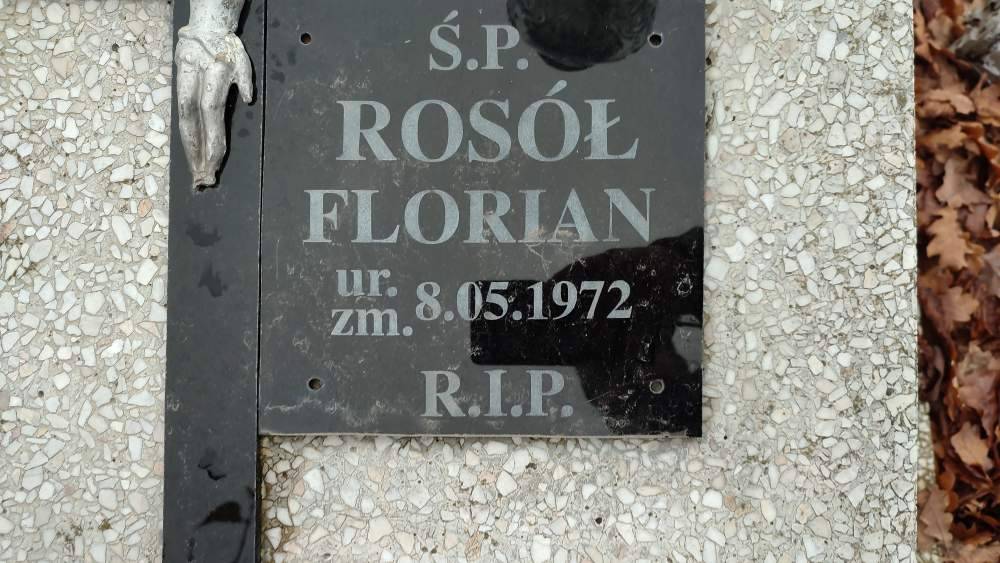 Ś.P.
ROSÓŁ
FLORIAN
ur.
zm. 8.05.1972
R.I.P.